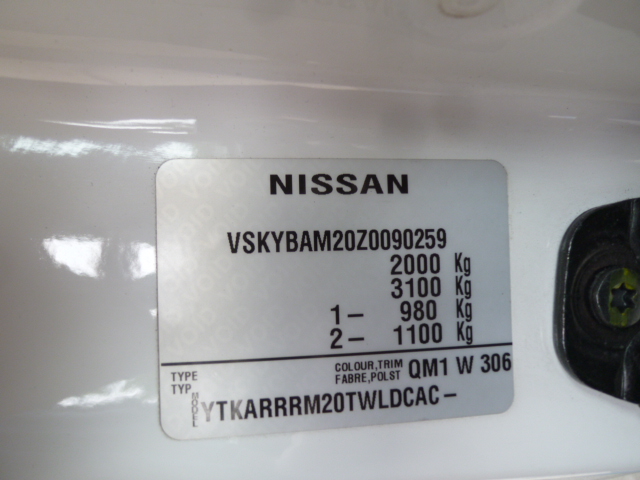 NISSAN
VSKYBAM20Z0090259
2000 Kg
3100 Kg
1- 980 Kg
2- 1100 Kg
TYPE COLOUR,TRIM QM1 W 306
TYP FABRE,POLST
MODELL YTKARRRM20TWLDCAC-